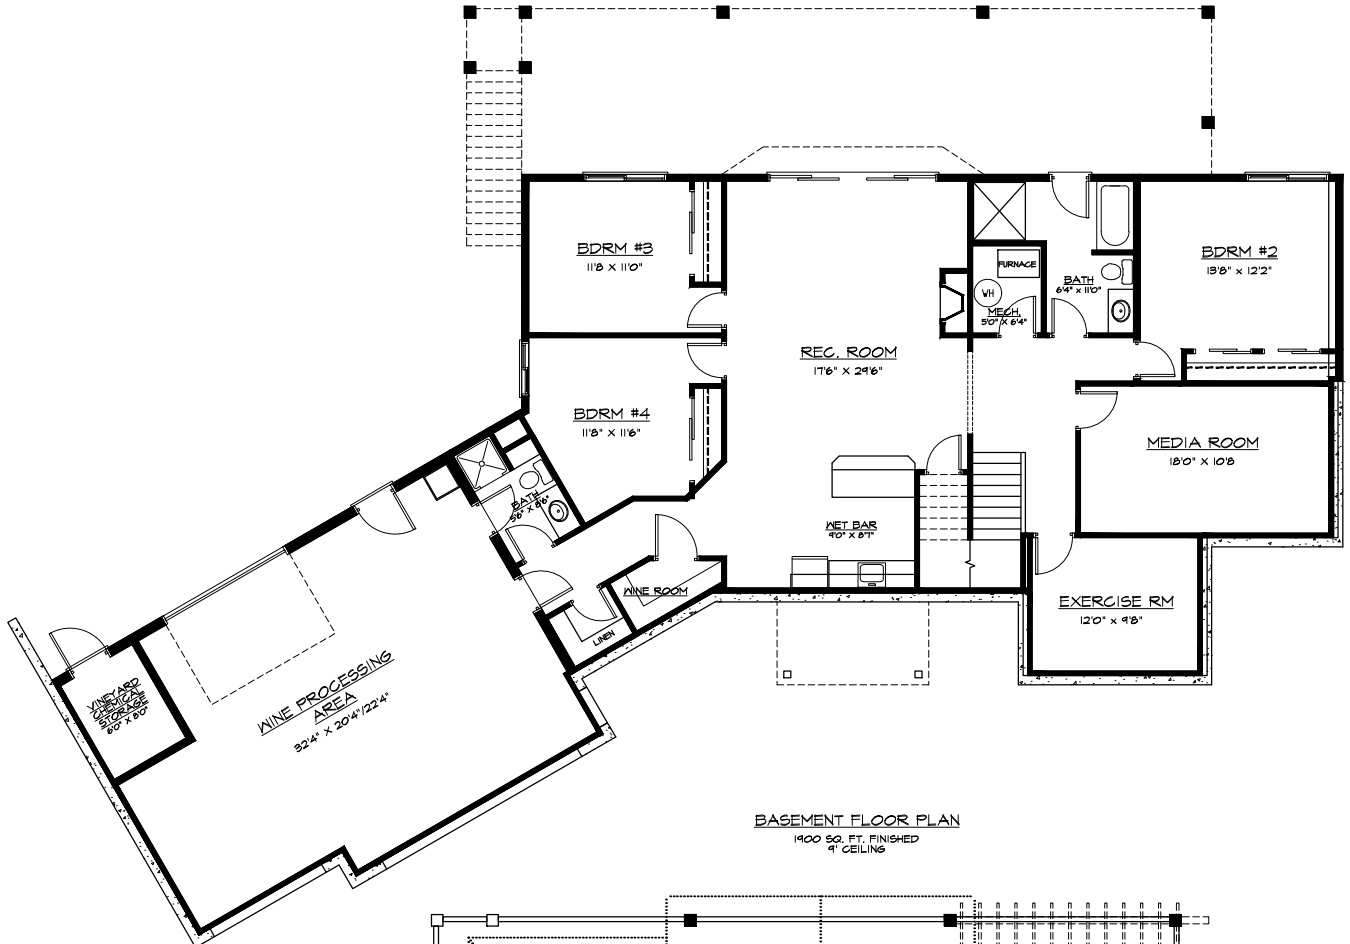 BDRM #3
11'8 X 11'0"
BDRM #2
13'8" X 12'2"
FURNACE
WH
MECH.
5'0" X 6'4"
BATH
6'4" X 11'0"
REC. ROOM
17'6" X 29'6"
BDRM #4
11'8" X 11'6"
MEDIA ROOM
18'0" X 10'8
BATH
5'6" X 8'6"
WET BAR
9'0" X 8'7"
WINE ROOM
LINEN
EXERCISE RM
12'0" X 9'8"
VINEYARD
CHEMICAL
STORAGE
6'0" X 8'0"
WINE PROCESSING
AREA
32'4" X 20'4"/22'4"
BASEMENT FLOOR PLAN
1900 SQ. FT. FINISHED
9' CEILING